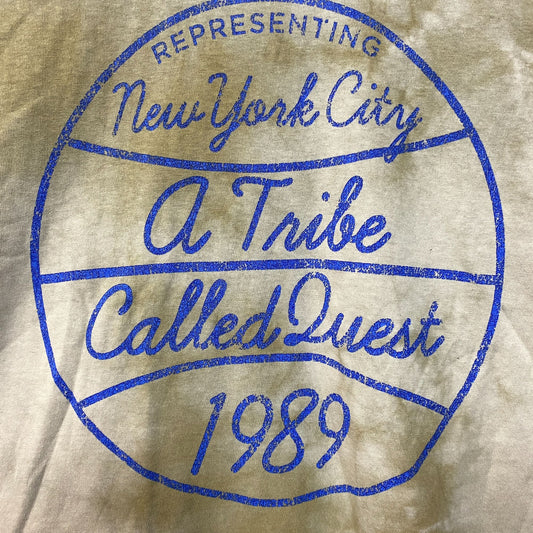 REPRESENTING
New York City
A Tribe
Called Quest
1989